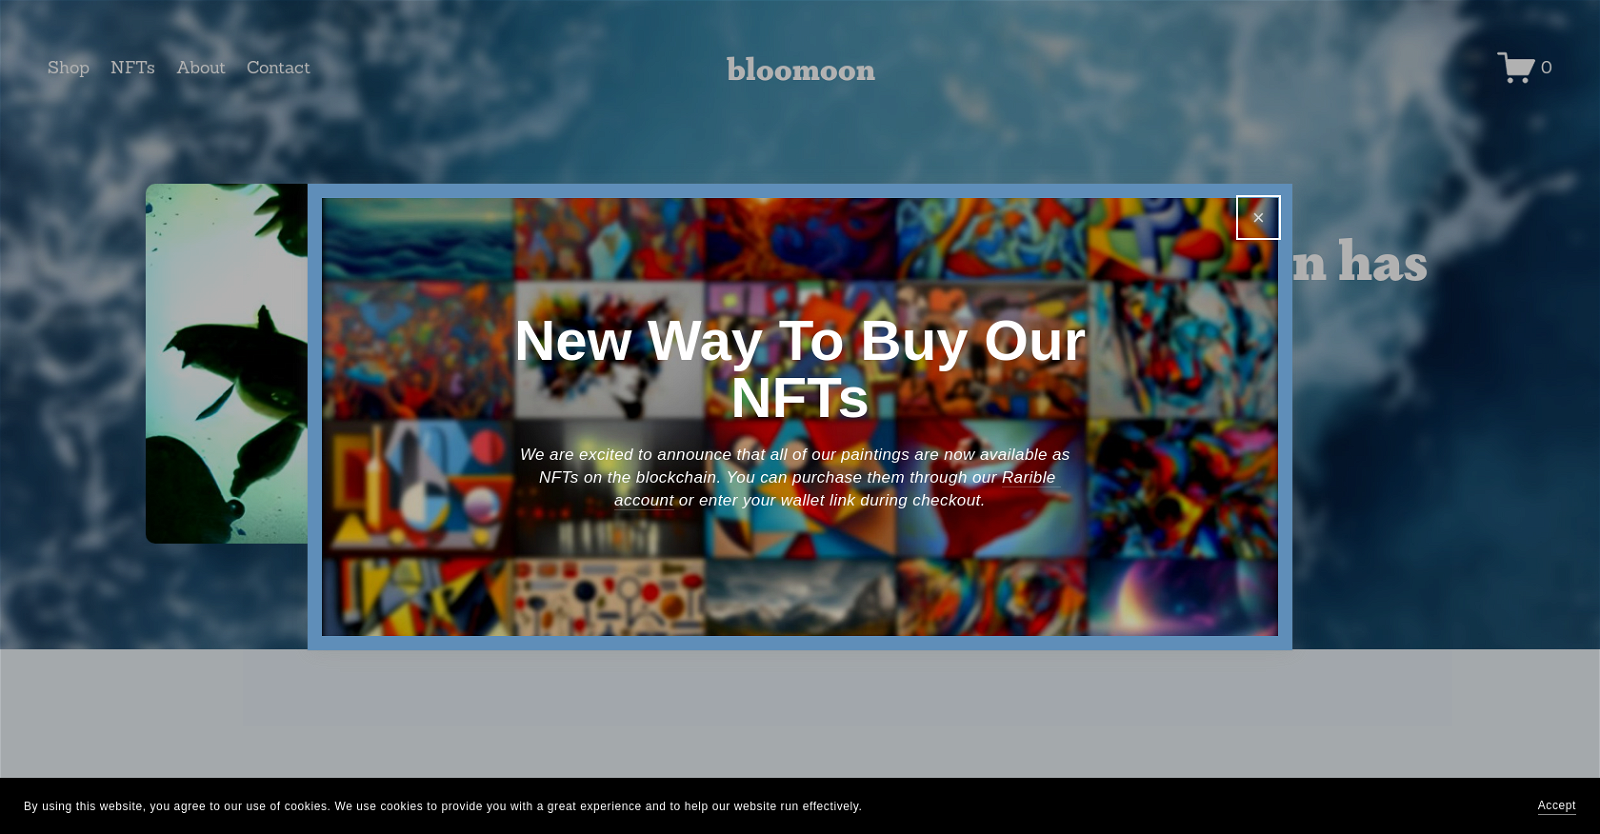 Shop NFTs About Contact
bloomoon
0
n has
×
New Way To Buy Our
NFTs
We are excited to announce that all of our paintings are now available as
NFTs on the blockchain. You can purchase them through our Rarible
account or enter your wallet link during checkout.
By using this website, you agree to our use of cookies. We use cookies to provide you with a great experience and to help our website run effectively.
Accept